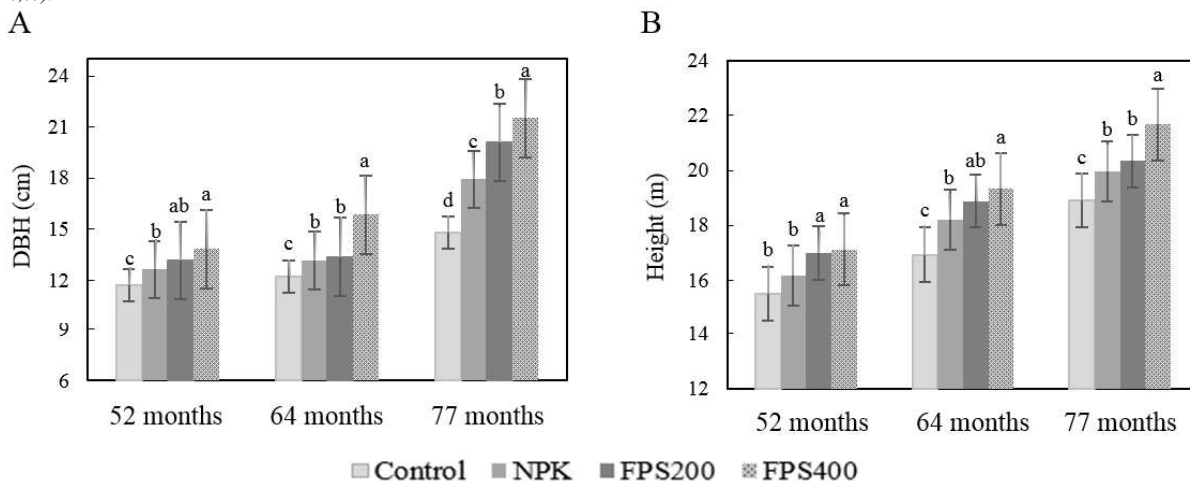 A
B
DBH (cm)
24
21
18
15
12
9
6
c
b
ab
a
c
b
b
a
d
c
b
a
52 months
64 months
77 months
Height (m)
24
22
20
18
16
14
12
b
b
a
a
c
b
ab
a
c
b
b
a
52 months
64 months
77 months
Control NPK FPS200 FPS400